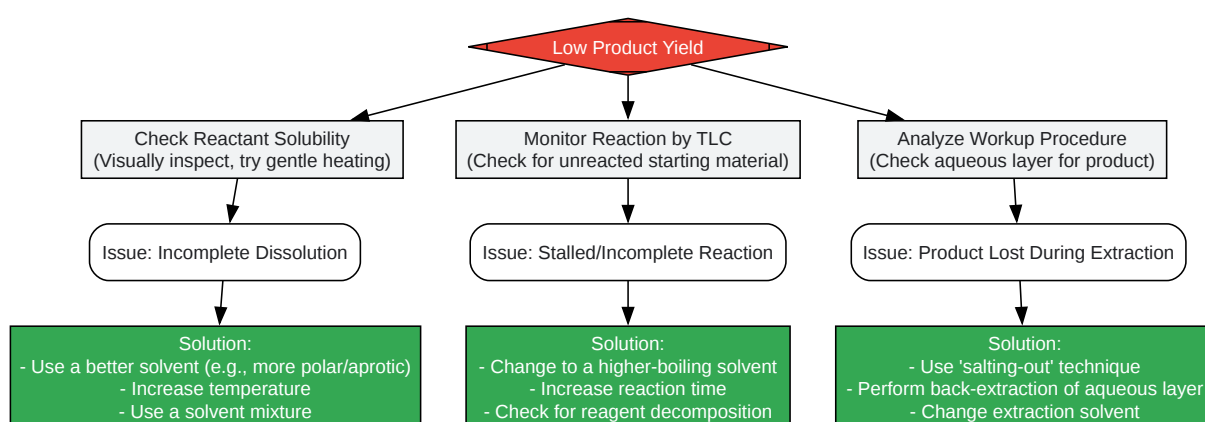 Low Product Yield
Check Reactant Solubility
(Visually inspect, try gentle heating)
Monitor Reaction by TLC
(Check for unreacted starting material)
Analyze Workup Procedure
(Check aqueous layer for product)
Issue: Incomplete Dissolution
Issue: Stalled/Incomplete Reaction
Issue: Product Lost During Extraction
Solution:
- Use a better solvent (e.g., more polar/aprotic)
- Increase temperature
- Use a solvent mixture
Solution:
- Change to a higher-boiling solvent
- Increase reaction time
- Check for reagent decomposition
Solution:
- Use 'salting-out' technique
- Perform back-extraction of aqueous layer
- Change extraction solvent